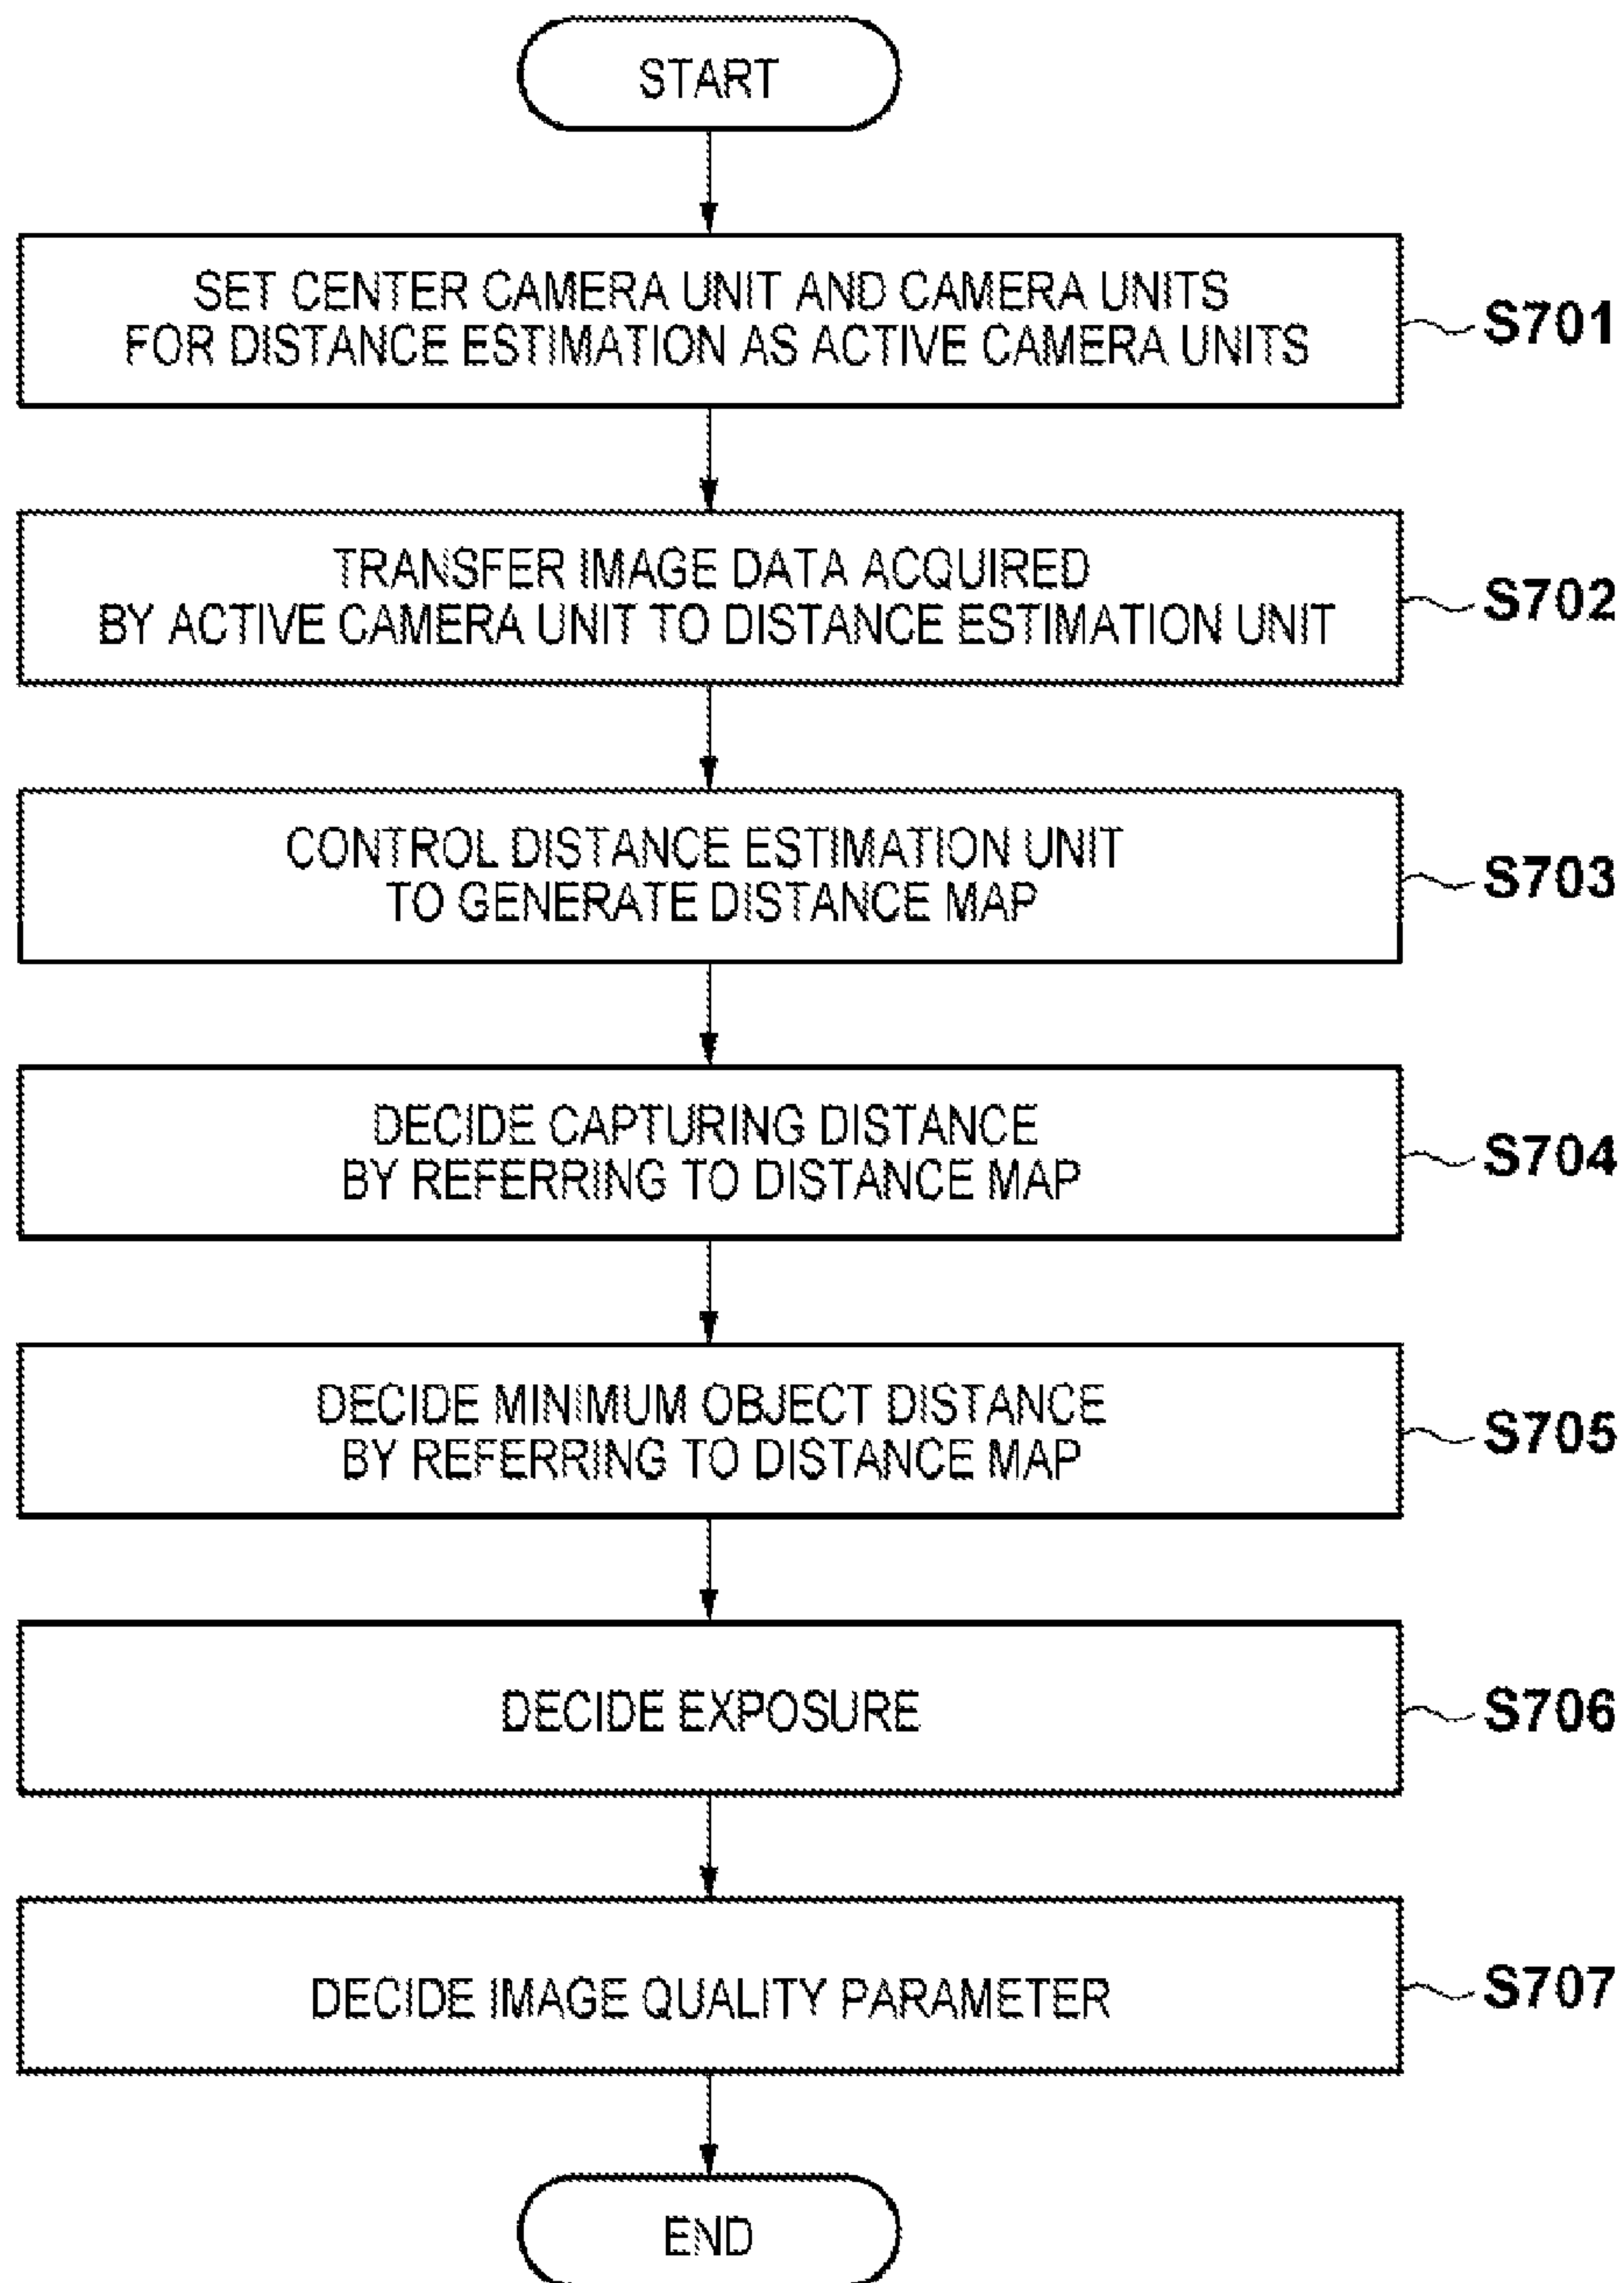 START
SET CENTER CAMERA UNIT AND CAMERA UNITS
FOR DISTANCE ESTIMATION AS ACTIVE CAMERA UNITS
S701
TRANSFER IMAGE DATA ACQUIRED
BY ACTIVE CAMERA UNIT TO DISTANCE ESTIMATION UNIT
S702
CONTROL DISTANCE ESTIMATION UNIT
TO GENERATE DISTANCE MAP
S703
DECIDE CAPTURING DISTANCE
BY REFERRING TO DISTANCE MAP
S704
DECIDE MINIMUM OBJECT DISTANCE
BY REFERRING TO DISTANCE MAP
S705
DECIDE EXPOSURE
S706
DECIDE IMAGE QUALITY PARAMETER
S707
END